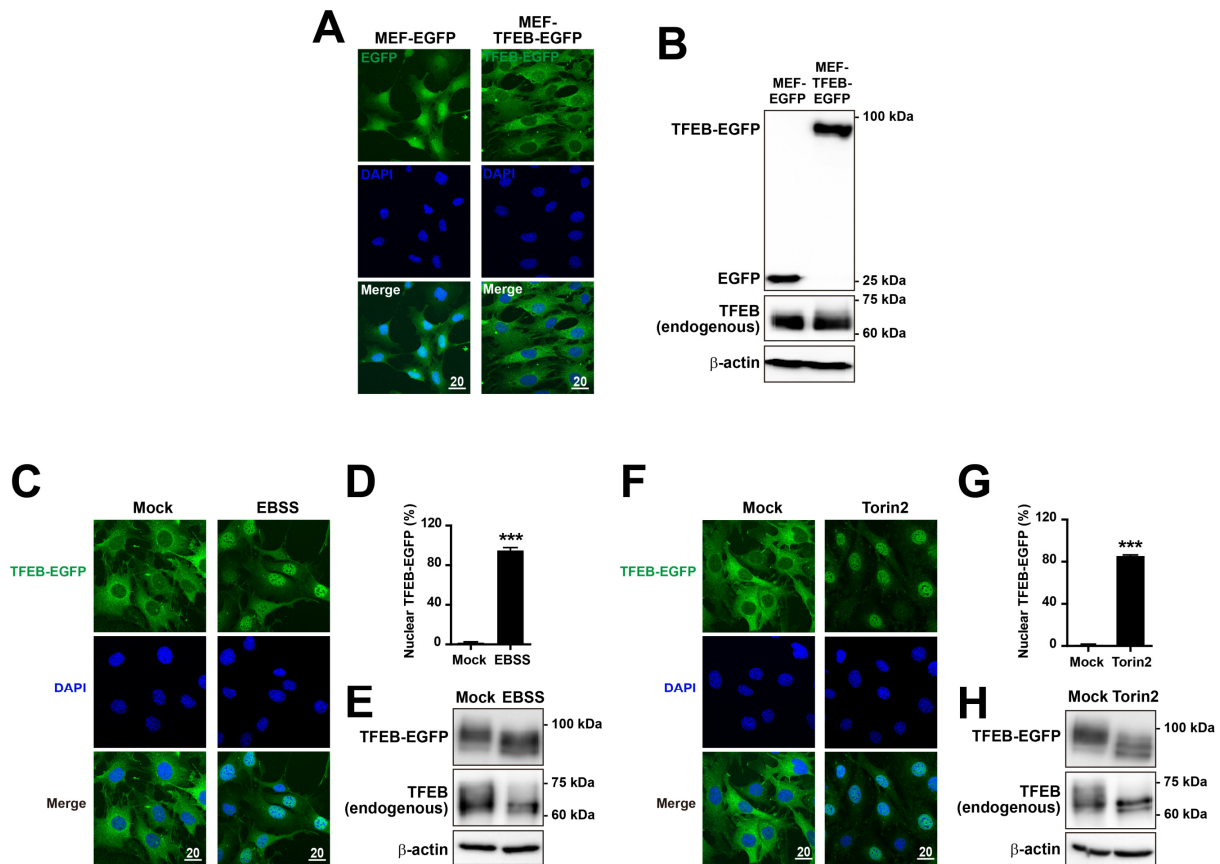 A
MEF-EGFP
MEF-
TFEB-EGFP
EGFP
TFEB-EGFP
DAPI
DAPI
Merge
Merge
20
20
B
MEF-
EGFP
MEF-
TFEB-
EGFP
100 kDa
TFEB-EGFP
EGFP
25 kDa
75 kDa
TFEB
(endogenous)
60 kDa
β-actin
C
Mock
EBSS
TFEB-EGFP
DAPI
Merge
20
20
D
Nuclear TFEB-EGFP (%)
120
80
40
0
***
Mock
EBSS
E
Mock EBSS
100 kDa
TFEB-EGFP
75 kDa
TFEB
(endogenous)
60 kDa
β-actin
F
Mock
Torin2
TFEB-EGFP
DAPI
Merge
20
20
G
Nuclear TFEB-EGFP (%)
120
80
40
0
***
Mock
Torin2
H
Mock Torin2
100 kDa
TFEB-EGFP
75 kDa
TFEB
(endogenous)
60 kDa
β-actin